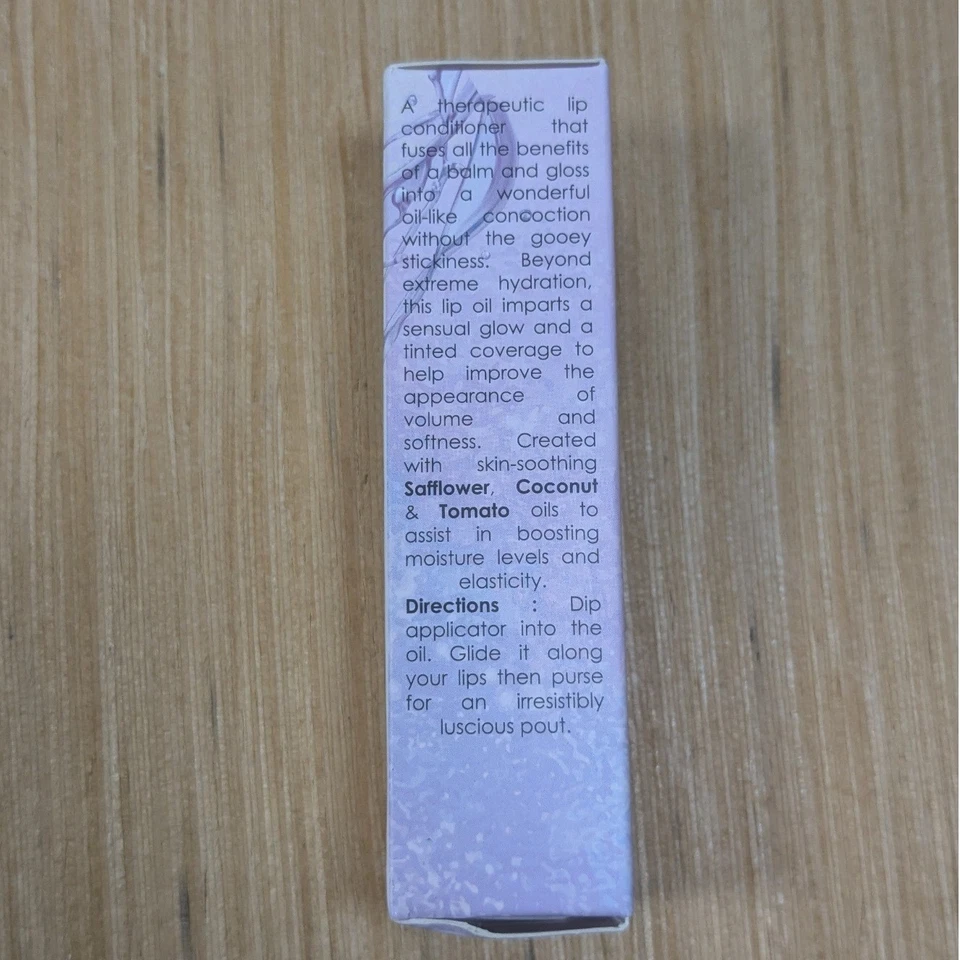 A therapeutic lip
conditioner that
fuses all the benefits
of a balm and gloss
into a wonderful
oil-like concoction
without the gooey
stickiness. Beyond
extreme hydration,
this lip oil imparts a
sensual glow and a
tinted coverage to
help improve the
appearance of
volume and
softness. Created
with skin-soothing
Safflower, Coconut
& Tomato oils to
assist in boosting
moisture levels and
elasticity.
Directions : Dip
applicator into the
oil. Glide it along
your lips then purse
for an irresistibly
luscious pout.